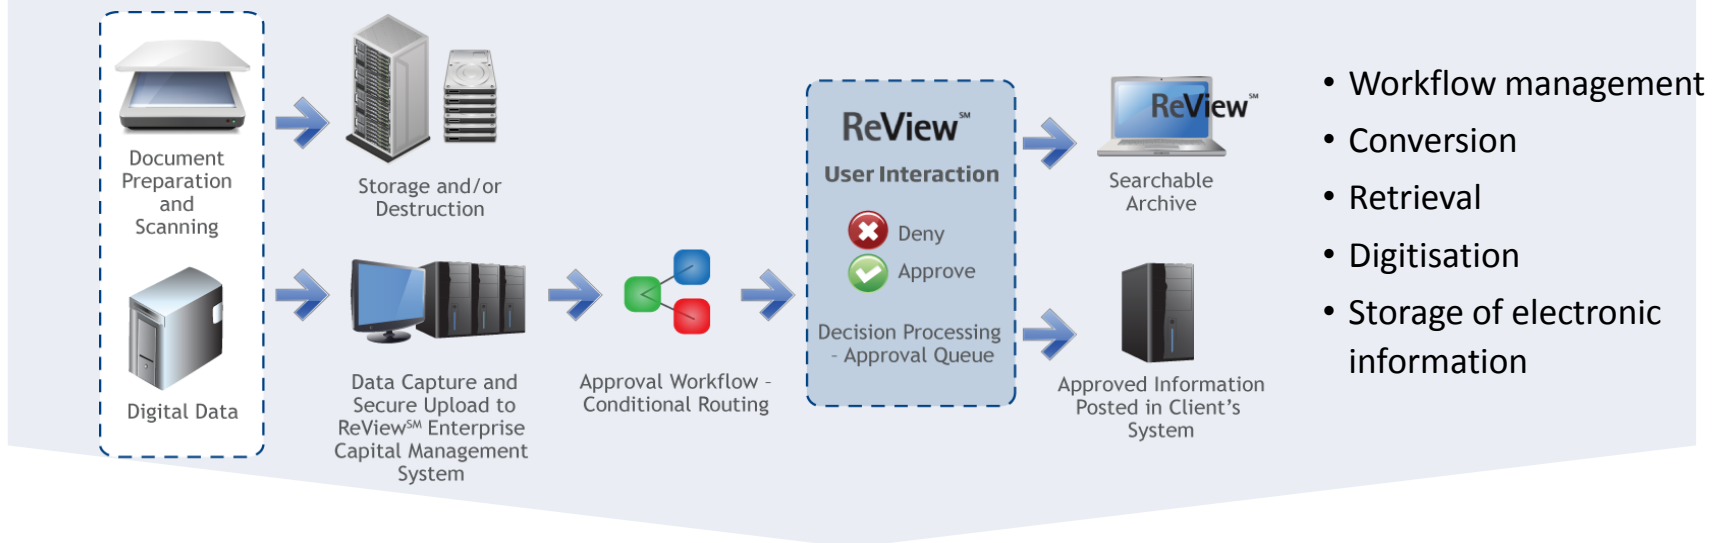 Document
Preparation
and
Scanning
Digital Data
Storage and/or
Destruction
Data Capture and
Secure Upload to
ReView℠ Enterprise
Capital Management
System
Approval Workflow –
Conditional Routing
ReView℠
User Interaction
Deny
Approve
Decision Processing
– Approval Queue
ReView℠
Searchable
Archive
Approved Information
Posted in Client’s
System
• Workflow management
• Conversion
• Retrieval
• Digitisation
• Storage of electronic
information